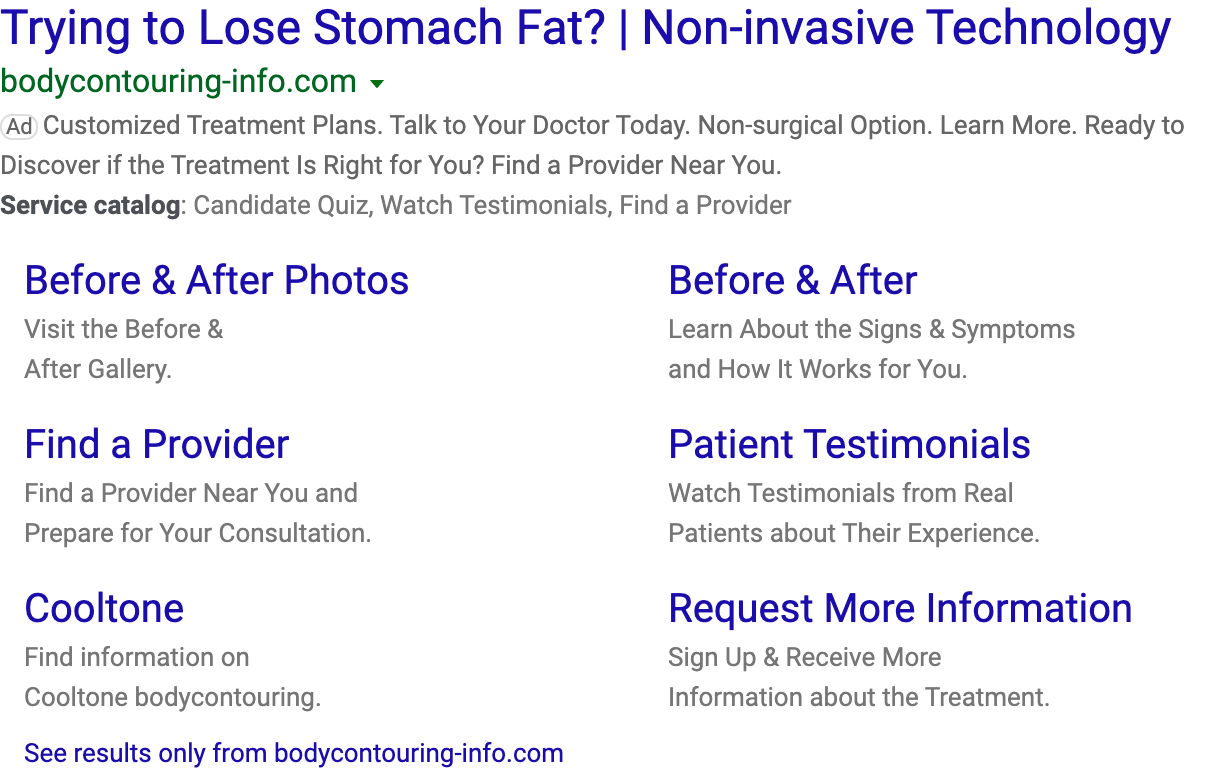 Trying to Lose Stomach Fat? | Non-invasive Technology
bodycontouring-info.com
Ad Customized Treatment Plans. Talk to Your Doctor Today. Non-surgical Option. Learn More. Ready to
Discover if the Treatment Is Right for You? Find a Provider Near You.
Service catalog: Candidate Quiz, Watch Testimonials, Find a Provider
Before & After Photos
Visit the Before &
After Gallery.
Before & After
Learn About the Signs & Symptoms
and How It Works for You.
Find a Provider
Find a Provider Near You and
Prepare for Your Consultation.
Patient Testimonials
Watch Testimonials from Real
Patients about Their Experience.
Cooltone
Find information on
Cooltone bodycontouring.
Request More Information
Sign Up & Receive More
Information about the Treatment.
See results only from bodycontouring-info.com